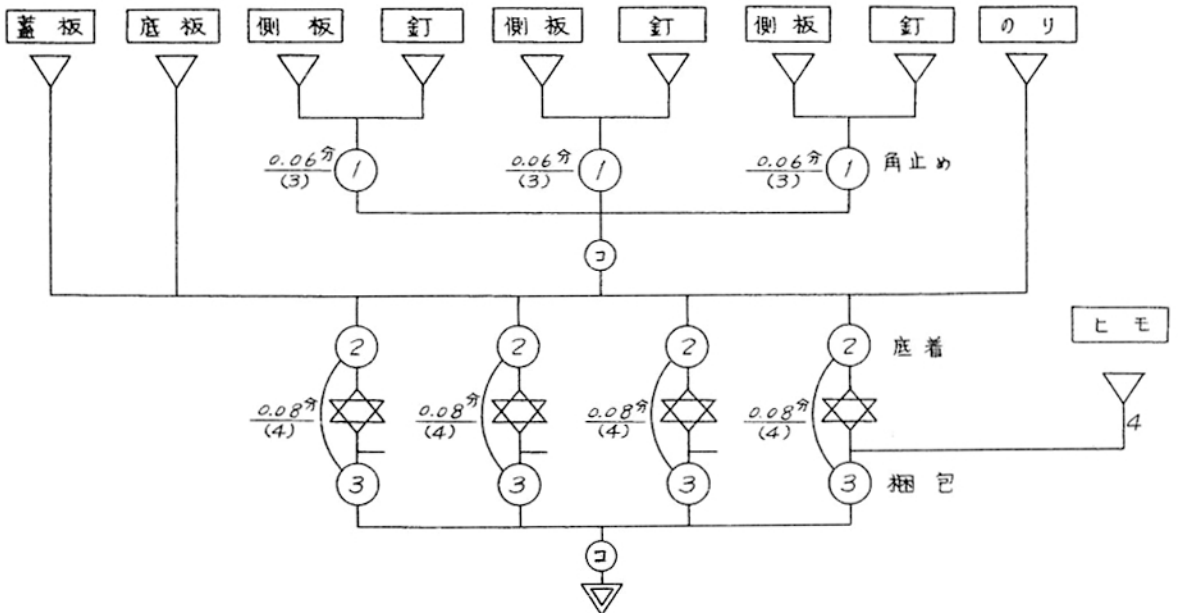 蓋板 底板 側板 釘 側板 釘 側板 釘 のり
0.06分 1 0.06分 1 0.06分 1 角止め
(3) (3) (3)
コ
2 2 2 2 底着
ヒモ
0.08分 0.08分 0.08分 0.08分
(4) (4) (4) (4)
4
3 3 3 3 梱包
コ